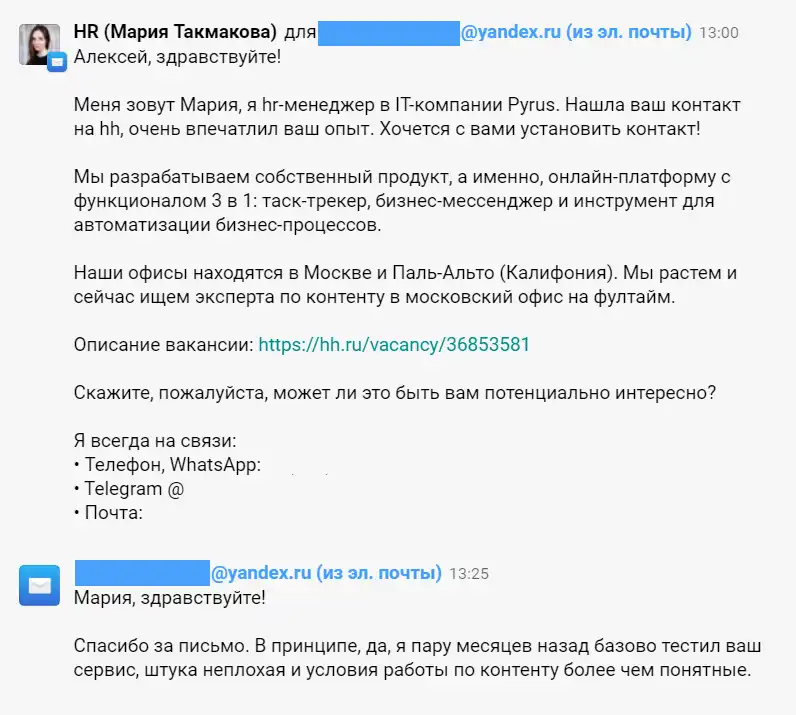 HR (Мария Такмакова) для @yandex.ru (из эл. почты) 13:00
Алексей, здравствуйте!
Меня зовут Мария, я hr-менеджер в IT-компании Pyrus. Нашла ваш контакт
на hh, очень впечатлил ваш опыт. Хочется с вами установить контакт!
Мы разрабатываем собственный продукт, а именно, онлайн-платформу с
функционалом 3 в 1: таск-трекер, бизнес-мессенджер и инструмент для
автоматизации бизнес-процессов.
Наши офисы находятся в Москве и Паль-Альто (Калифония). Мы растем и
сейчас ищем эксперта по контенту в московский офис на фултайм.
Описание вакансии: https://hh.ru/vacancy/36853581
Скажите, пожалуйста, может ли это быть вам потенциально интересно?
Я всегда на связи:
• Телефон, WhatsApp:
• Telegram @
• Почта:
@yandex.ru (из эл. почты) 13:25
Мария, здравствуйте!
Спасибо за письмо. В принципе, да, я пару месяцев назад базово тестил ваш
сервис, штука неплохая и условия работы по контенту более чем понятные.